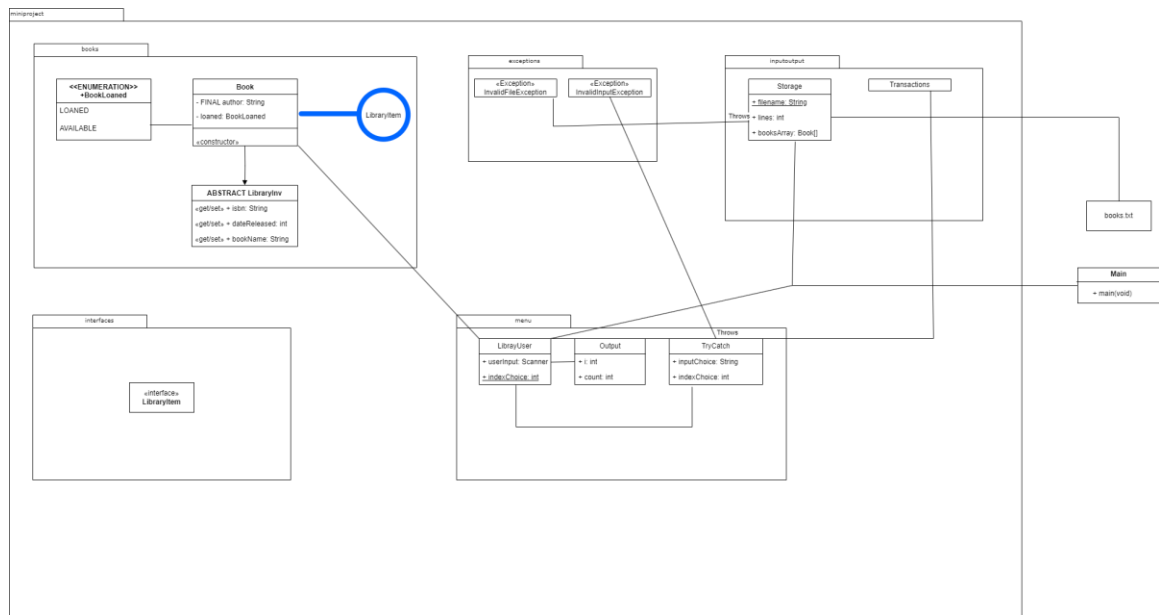 miniproject
books
<<ENUMERATION>>
+BookLoaned
LOANED
AVAILABLE
Book
- FINAL author: String
- loaned: BookLoaned
«constructor»
LibraryItem
ABSTRACT LibraryInv
«get/set» + isbn: String
«get/set» + dateReleased: int
«get/set» + bookName: String
exceptions
«Exception»
InvalidFileException
«Exception»
InvalidInputException
inputoutput
Storage
+ filename: String
+ lines: int
+ booksArray: Book[]
Throws
Transactions
books.txt
Main
+ main(void)
interfaces
«interface»
LibraryItem
menu
LibrayUser
+ userInput: Scanner
+ indexChoice: int
Output
+ i: int
+ count: int
Throws
TryCatch
+ inputChoice: String
+ indexChoice: int